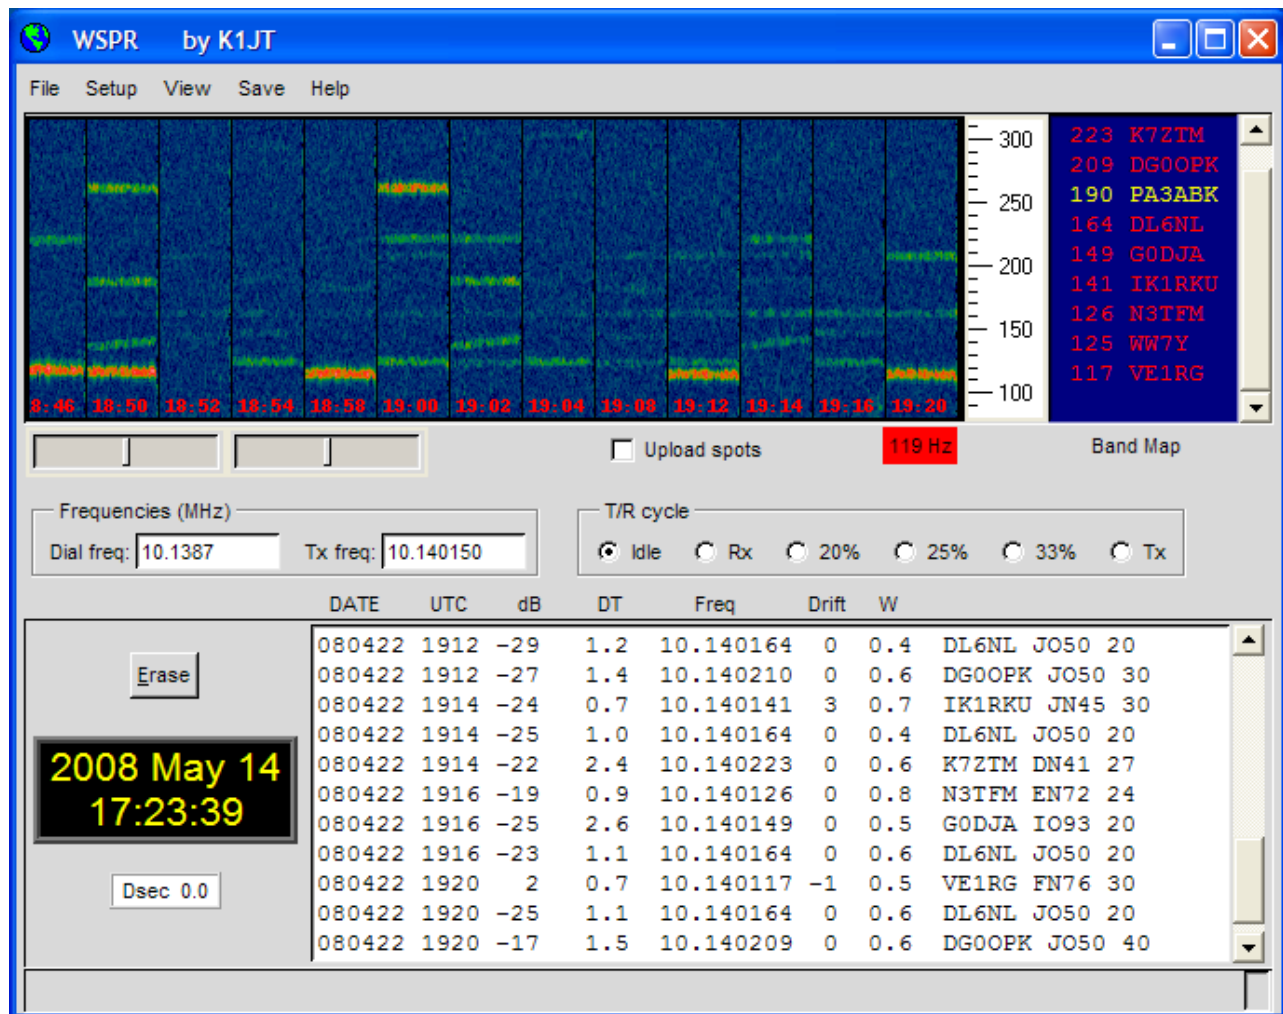 WSPR by K1JT
File Setup View Save Help
300
250
200
150
100
223 K7ZTM
209 DG0OPK
190 PA3ABK
164 DL6NL
149 G0DJA
141 IK1RKU
126 N3TFM
125 WW7Y
117 VE1RG
8:46 18:50 18:52 18:54 18:58 19:00 19:02 19:04 19:08 19:12 19:14 19:16 19:20
Upload spots 119 Hz Band Map
Frequencies (MHz) T/R cycle
Dial freq: 10.1387 Tx freq: 10.140150 Idle Rx 20% 25% 33% Tx
DATE UTC dB DT Freq Drift W
080422 1912 -29 1.2 10.140164 0 0.4 DL6NL JO50 20
080422 1912 -27 1.4 10.140210 0 0.6 DG0OPK JO50 30
080422 1914 -24 0.7 10.140141 3 0.7 IK1RKU JN45 30
080422 1914 -25 1.0 10.140164 0 0.4 DL6NL JO50 20
080422 1914 -22 2.4 10.140223 0 0.6 K7ZTM DN41 27
080422 1916 -19 0.9 10.140126 0 0.8 N3TFM EN72 24
080422 1916 -25 2.6 10.140149 0 0.5 G0DJA IO93 20
080422 1916 -23 1.1 10.140164 0 0.6 DL6NL JO50 20
080422 1920 2 0.7 10.140117 -1 0.5 VE1RG FN76 30
080422 1920 -25 1.1 10.140164 0 0.6 DL6NL JO50 20
080422 1920 -17 1.5 10.140209 0 0.6 DG0OPK JO50 40
Erase
2008 May 14
17:23:39
Dsec 0.0